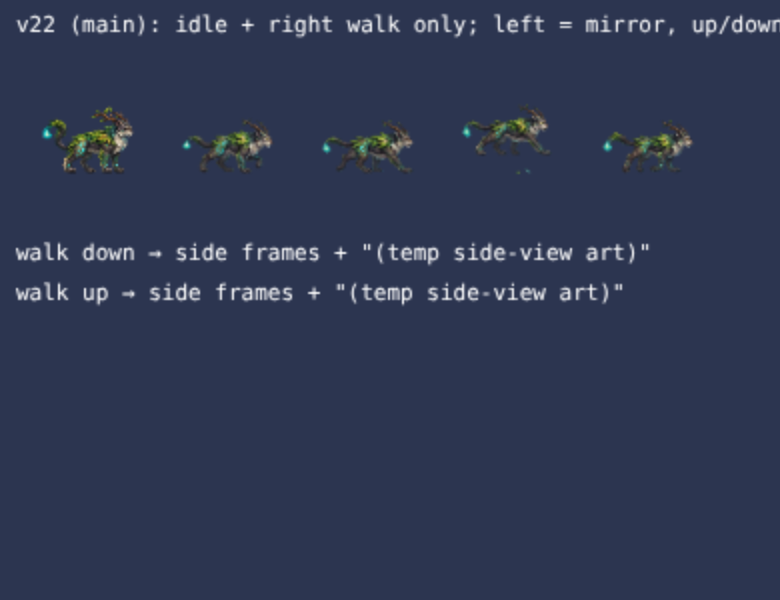 v22 (main): idle + right walk only; left = mirror, up/down
walk down → side frames + "(temp side-view art)"
walk up → side frames + "(temp side-view art)"